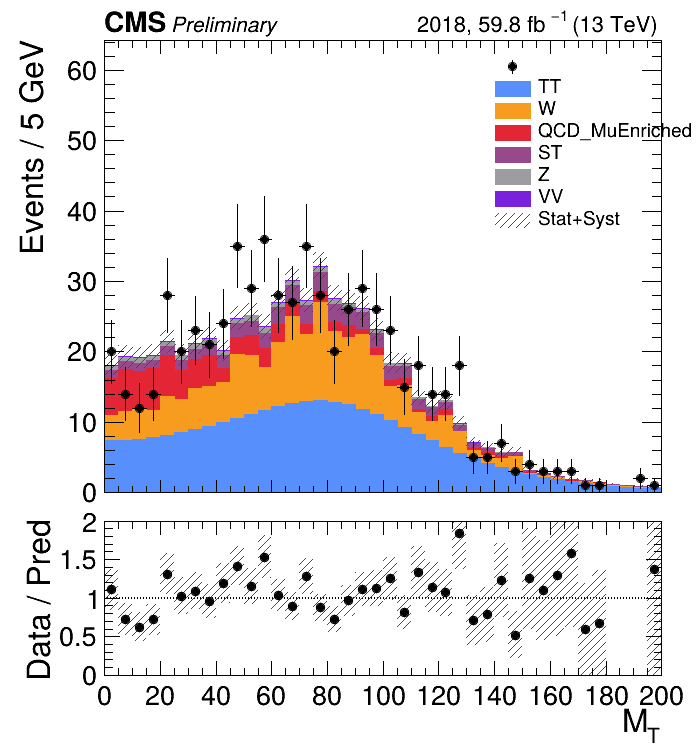 CMS Preliminary 2018, 59.8 fb⁻¹ (13 TeV)
Events / 5 GeV
60
50
40
30
20
10
0
TT
W
QCD_MuEnriched
ST
Z
VV
Stat+Syst
Data / Pred
2
1.5
1
0.5
0
0 20 40 60 80 100 120 140 160 180 200
M_T